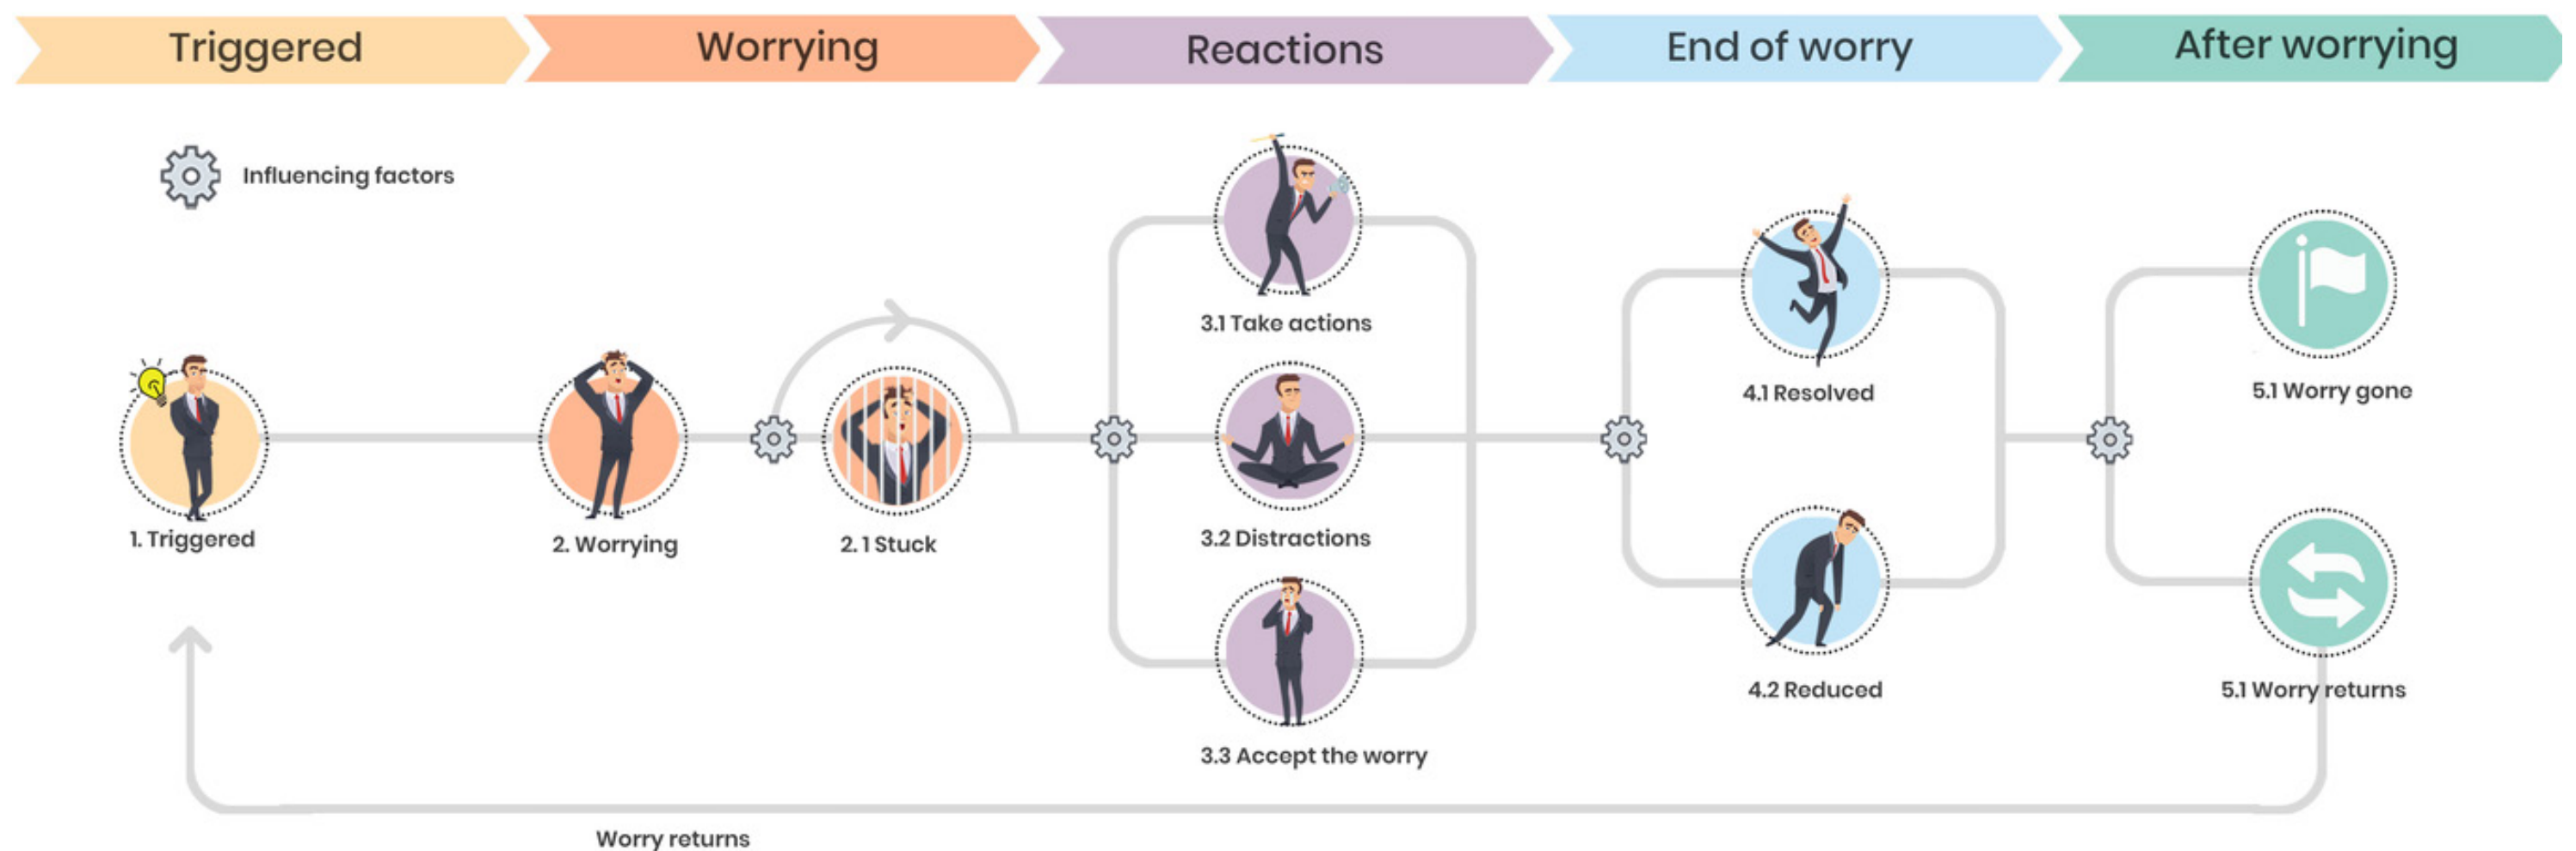 Triggered
Worrying
Reactions
End of worry
After worrying
Influencing factors
1. Triggered
2. Worrying
2.1 Stuck
3.1 Take actions
3.2 Distractions
3.3 Accept the worry
4.1 Resolved
4.2 Reduced
5.1 Worry gone
5.1 Worry returns
Worry returns